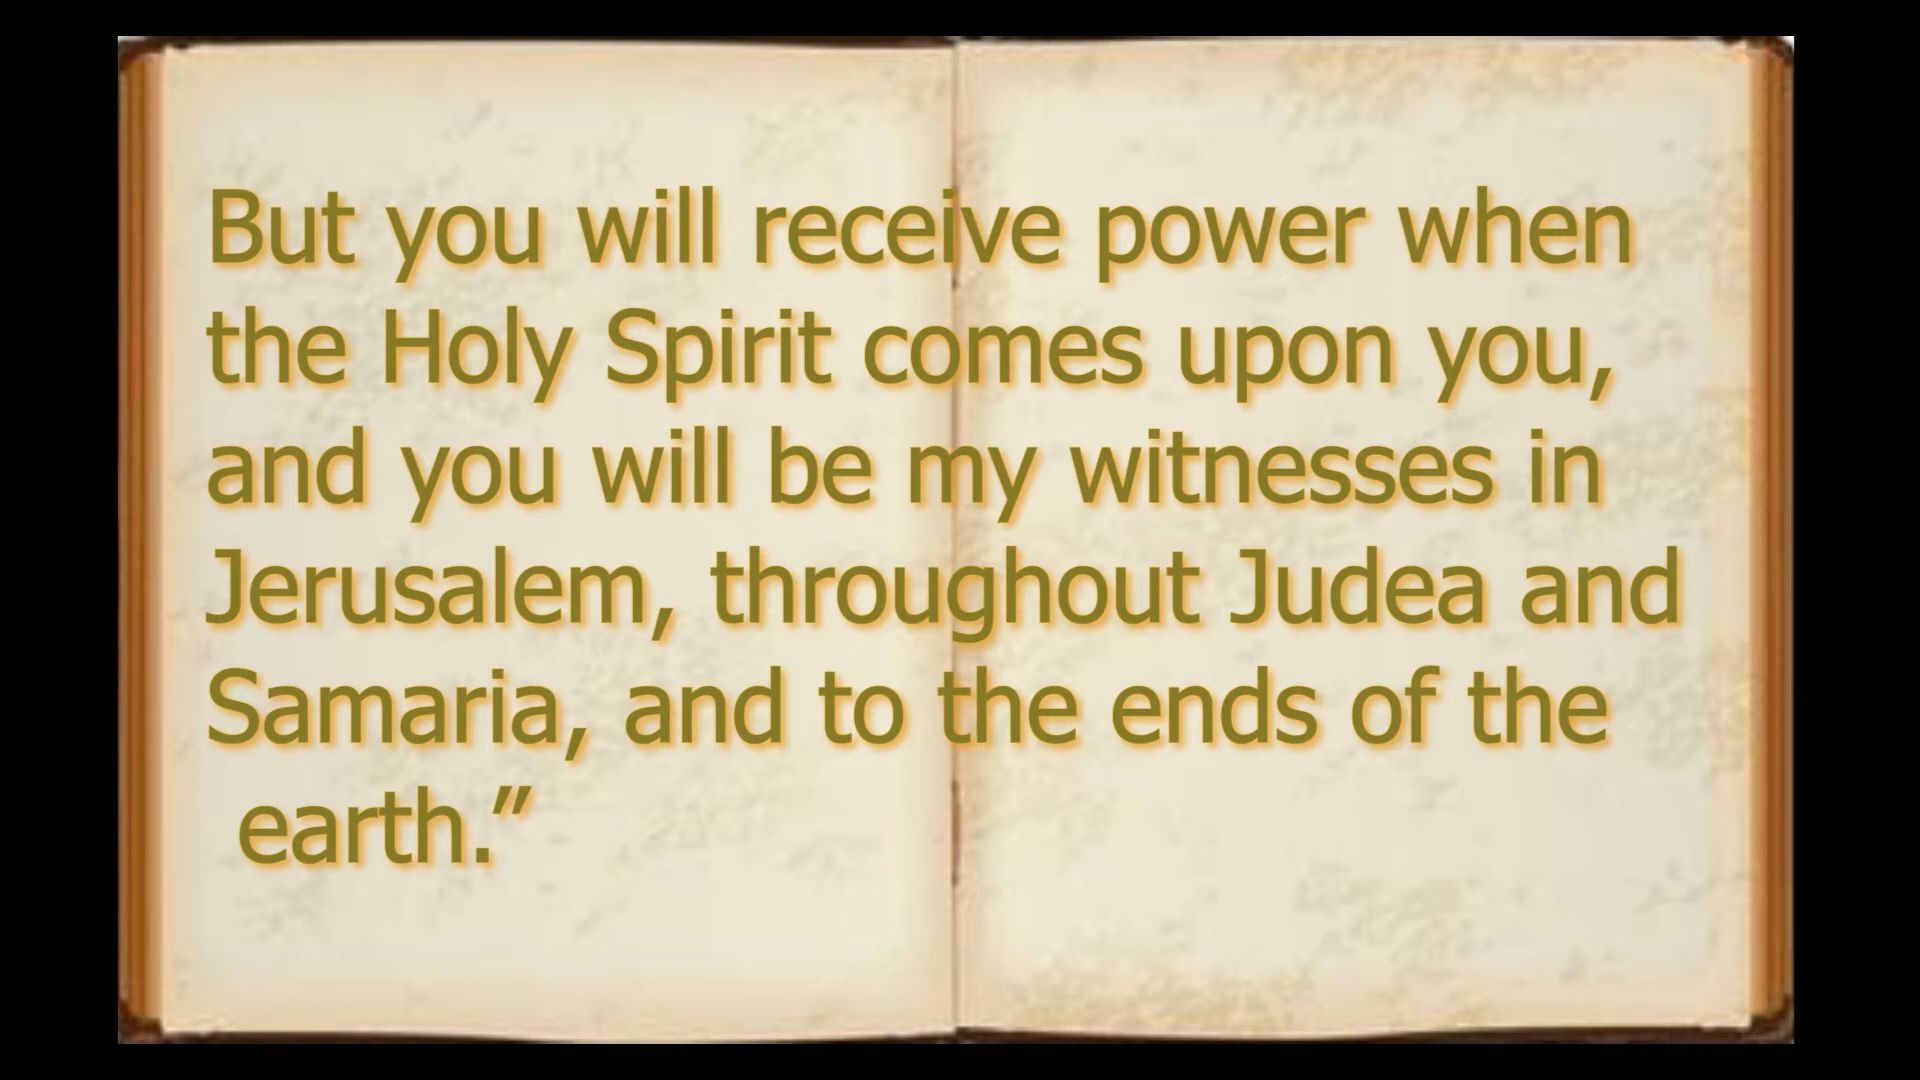 But you will receive power when
the Holy Spirit comes upon you,
and you will be my witnesses in
Jerusalem, throughout Judea and
Samaria, and to the ends of the
earth.”